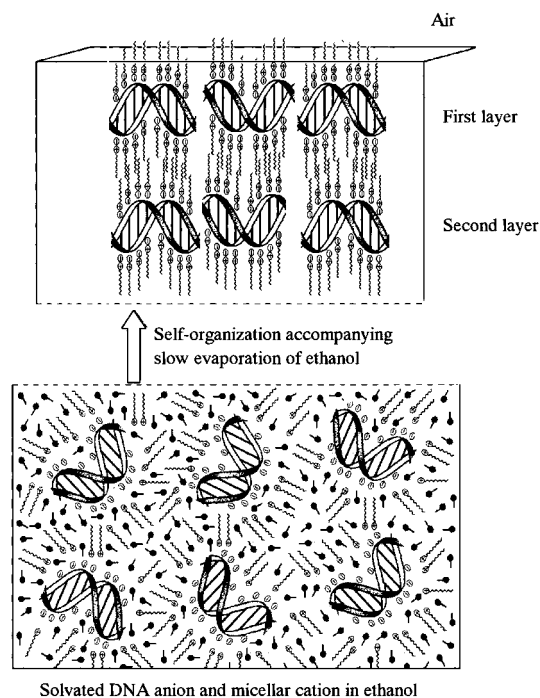 Air
First layer
Second layer
Self-organization accompanying
slow evaporation of ethanol
Solvated DNA anion and micellar cation in ethanol